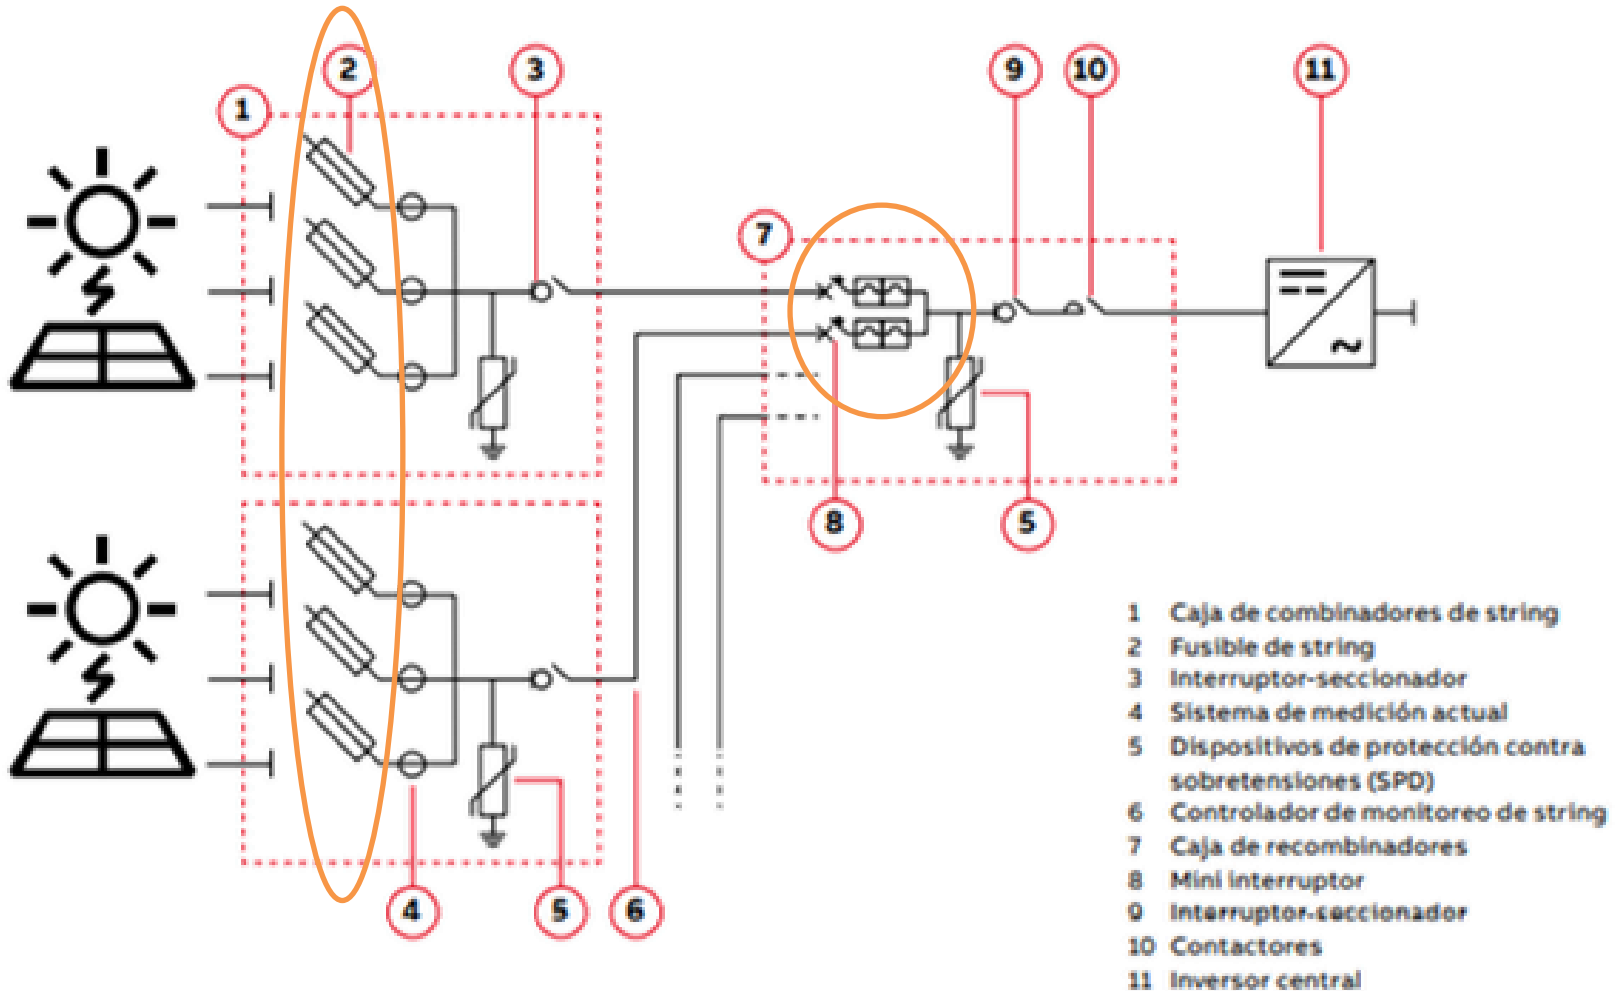 2
3
9
10
11
1
7
8
5
4
5
6
1 Caja de combinadores de string
2 Fusible de string
3 Interruptor-seccionador
4 Sistema de medición actual
5 Dispositivos de protección contra
sobretensiones (SPD)
6 Controlador de monitoreo de string
7 Caja de recombinadores
8 Mini interruptor
9 Interruptor-seccionador
10 Contactores
11 Inversor central